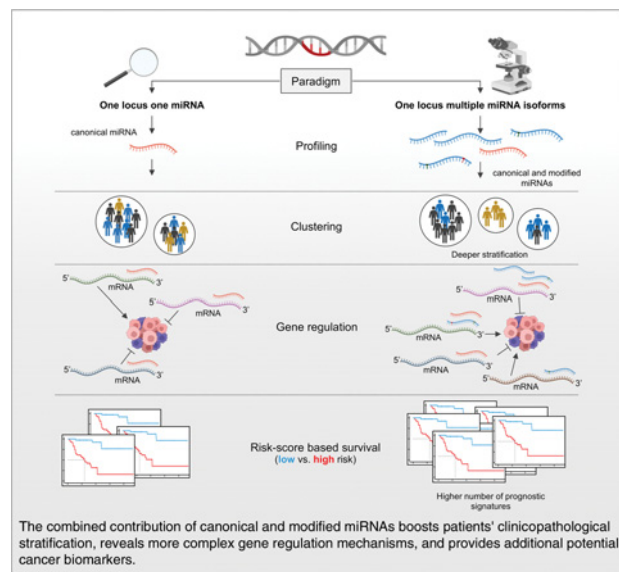 Paradigm
One locus one miRNA
One locus multiple miRNA isoforms
canonical miRNA
Profiling
canonical and modified
miRNAs
Clustering
Deeper stratification
5'
mRNA
3'
5'
mRNA
3'
5'
mRNA
3'
Gene regulation
5'
mRNA
3'
5'
mRNA
3'
5'
mRNA
3'
5'
mRNA
3'
Risk-score based survival
(low vs. high risk)
Higher number of prognostic
signatures
The combined contribution of canonical and modified miRNAs boosts patients' clinicopathological
stratification, reveals more complex gene regulation mechanisms, and provides additional potential
cancer biomarkers.